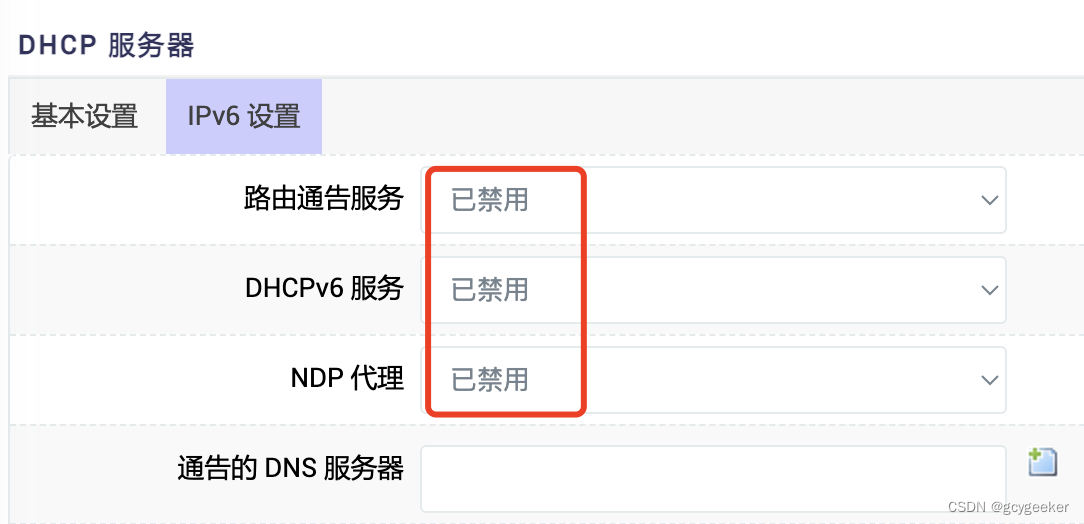 DHCP 服务器
基本设置 IPv6 设置
路由通告服务 已禁用
DHCPv6 服务 已禁用
NDP 代理 已禁用
通告的 DNS 服务器
CSDN @gcygeeker